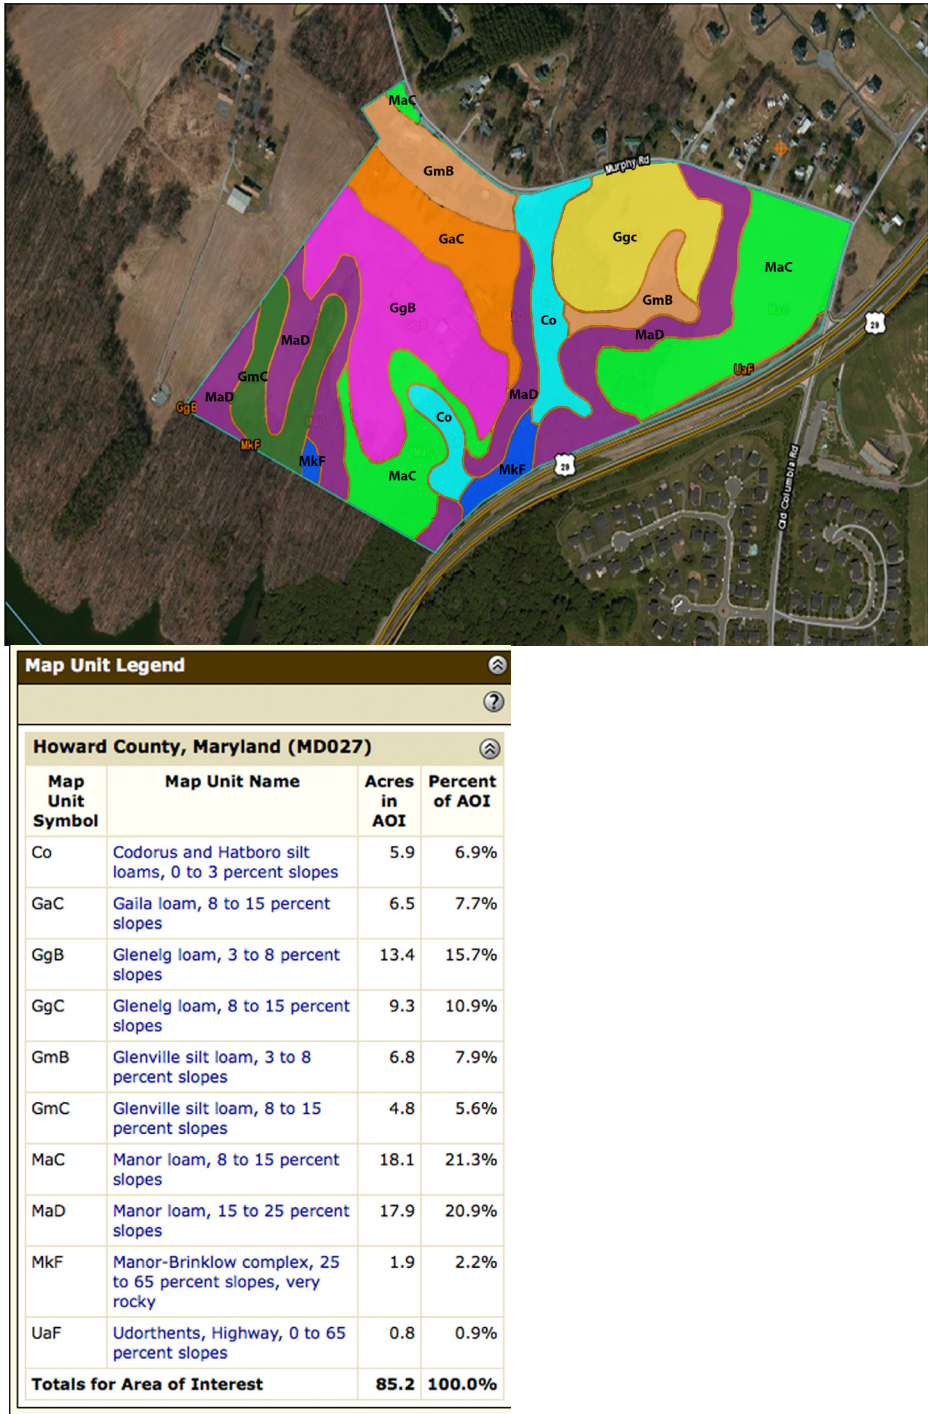 MaC
GmB
Murphy Rd
GaC
Ggc
MaC
GmB
GgB
GgB
Co
MaD
29
MaD
UaF
GmC
MaD
MaD
GgB
Co
MkF
MaC
MkF
MkF
29
Old Columbia Rd
Map Unit Legend
?
Howard County, Maryland (MD027)
Map Unit Symbol Map Unit Name Acres in AOI Percent of AOI
Co Codorus and Hatboro silt 5.9 6.9%
loams, 0 to 3 percent slopes
GaC Gaila loam, 8 to 15 percent 6.5 7.7%
slopes
GgB Glenelg loam, 3 to 8 percent 13.4 15.7%
slopes
GgC Glenelg loam, 8 to 15 percent 9.3 10.9%
slopes
GmB Glenville silt loam, 3 to 8 6.8 7.9%
percent slopes
GmC Glenville silt loam, 8 to 15 4.8 5.6%
percent slopes
MaC Manor loam, 8 to 15 percent 18.1 21.3%
slopes
MaD Manor loam, 15 to 25 percent 17.9 20.9%
slopes
MkF Manor-Brinklow complex, 25 1.9 2.2%
to 65 percent slopes, very
rocky
UaF Udorthents, Highway, 0 to 65 0.8 0.9%
percent slopes
Totals for Area of Interest 85.2 100.0%